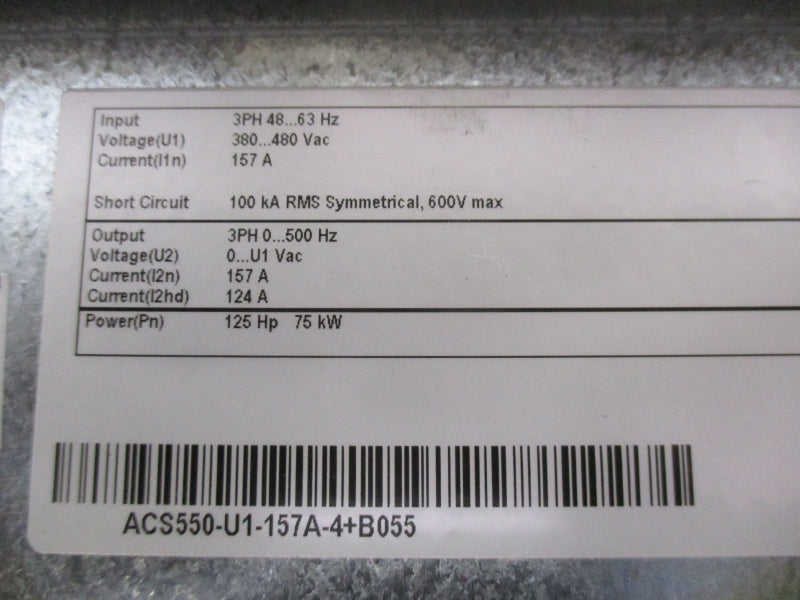 Input 3PH 48...63 Hz
Voltage(U1) 380...480 Vac
Current(I1n) 157 A
Short Circuit 100 kA RMS Symmetrical, 600V max
Output 3PH 0...500 Hz
Voltage(U2) 0...U1 Vac
Current(I2n) 157 A
Current(I2hd) 124 A
Power(Pn) 125 Hp 75 kW
ACS550-U1-157A-4+B055